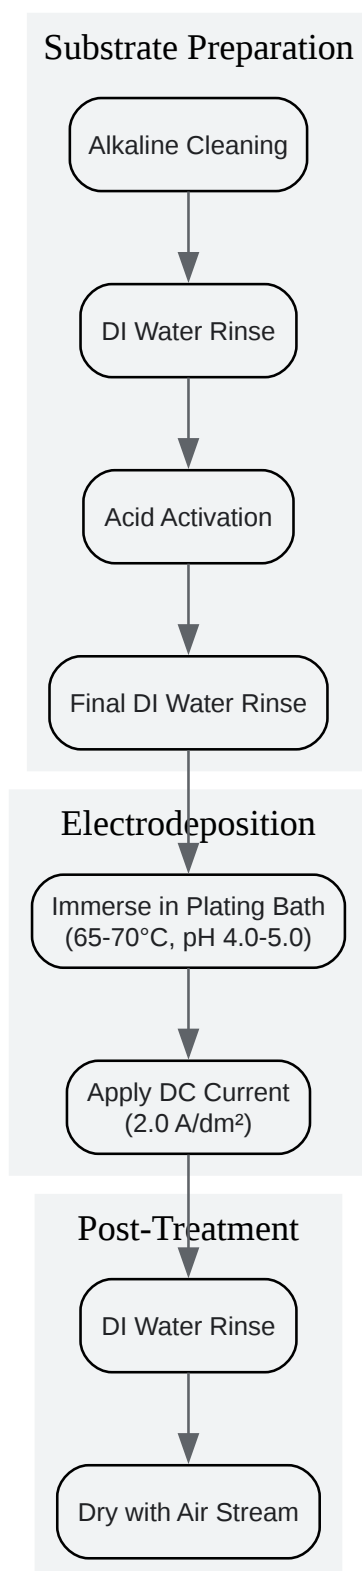 Substrate Preparation
Alkaline Cleaning
DI Water Rinse
Acid Activation
Final DI Water Rinse
Electrodeposition
Immerse in Plating Bath
(65-70°C, pH 4.0-5.0)
Apply DC Current
(2.0 A/dm²)
Post-Treatment
DI Water Rinse
Dry with Air Stream